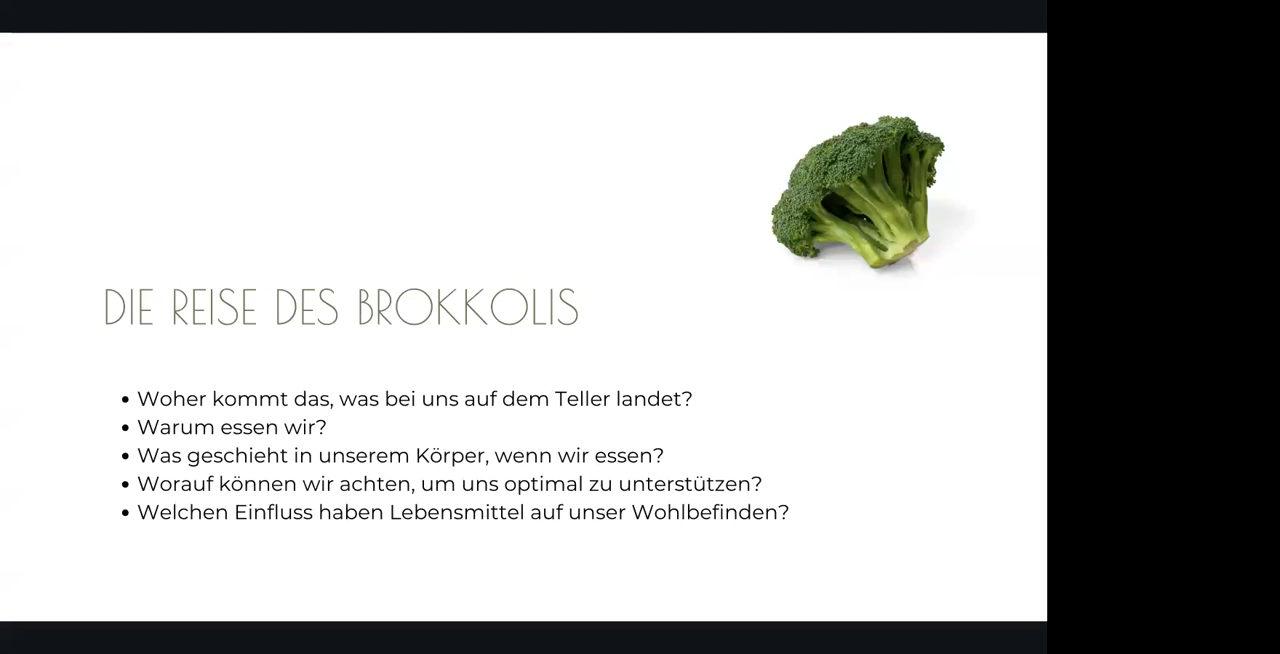 DIE REISE DES BROKKOLIS
• Woher kommt das, was bei uns auf dem Teller landet?
• Warum essen wir?
• Was geschieht in unserem Körper, wenn wir essen?
• Worauf können wir achten, um uns optimal zu unterstützen?
• Welchen Einfluss haben Lebensmittel auf unser Wohlbefinden?